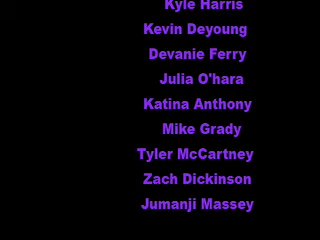 Kyle Harris
Kevin Deyoung
Devanie Ferry
Julia O'hara
Katina Anthony
Mike Grady
Tyler McCartney
Zach Dickinson
Jumanji Massey